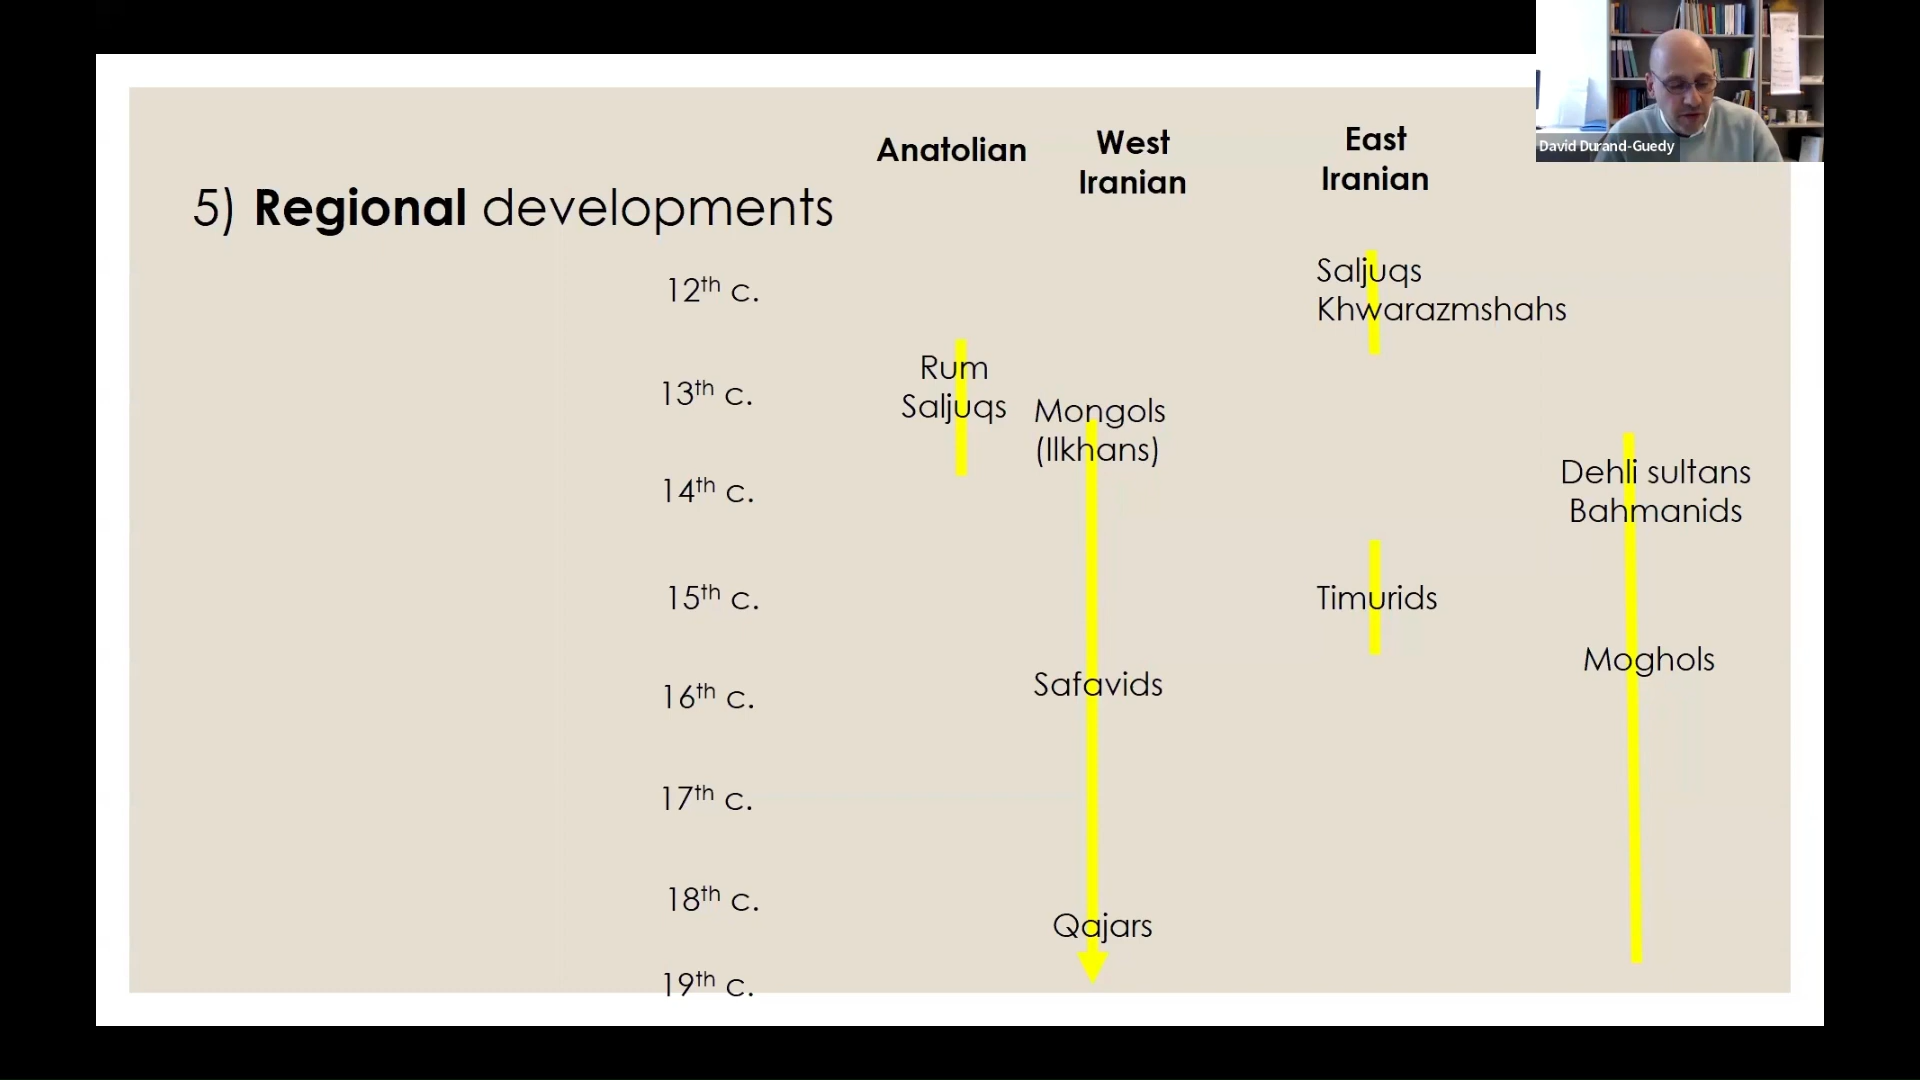 David Durand-Guedy
Anatolian
West
Iranian
East
Iranian
5) Regional developments
12th c.
Saljuqs
Khwarazmshahs
13th c.
Rum
Saljuqs
Mongols
(Ilkhans)
14th c.
Dehli sultans
Bahmanids
15th c.
Timurids
Moghols
16th c.
Safavids
17th c.
18th c.
Qajars
19th c.